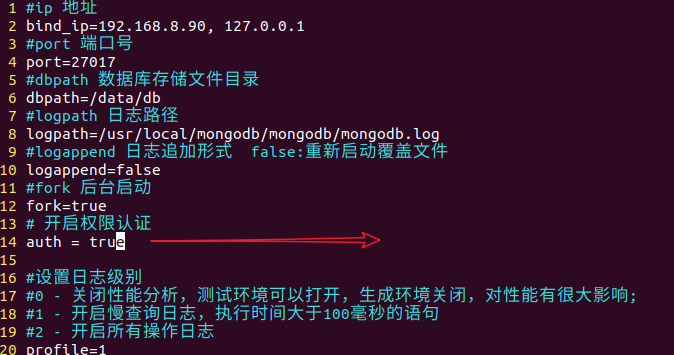 1 #ip 地址
2 bind_ip=192.168.8.90, 127.0.0.1
3 #port 端口号
4 port=27017
5 #dbpath 数据库存储文件目录
6 dbpath=/data/db
7 #logpath 日志路径
8 logpath=/usr/local/mongodb/mongodb/mongodb.log
9 #logappend 日志追加形式  false:重新启动覆盖文件
10 logappend=false
11 #fork 后台启动
12 fork=true
13 # 开启权限认证
14 auth = true
15
16 #设置日志级别
17 #0 - 关闭性能分析，测试环境可以打开，生成环境关闭，对性能有很大影响;
18 #1 - 开启慢查询日志，执行时间大于100毫秒的语句
19 #2 - 开启所有操作日志
20 profile=1